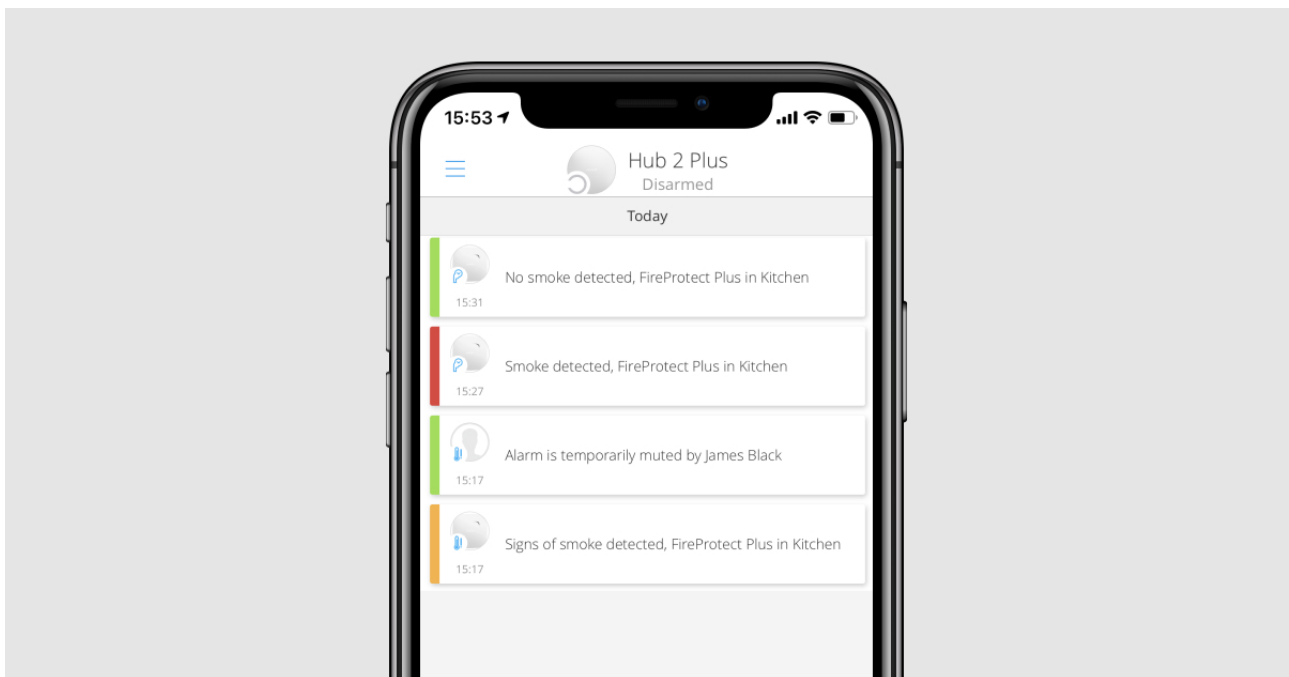 15:53
Hub 2 Plus
Disarmed
Today
No smoke detected, FireProtect Plus in Kitchen
15:31
Smoke detected, FireProtect Plus in Kitchen
15:27
Alarm is temporarily muted by James Black
15:17
Signs of smoke detected, FireProtect Plus in Kitchen
15:17